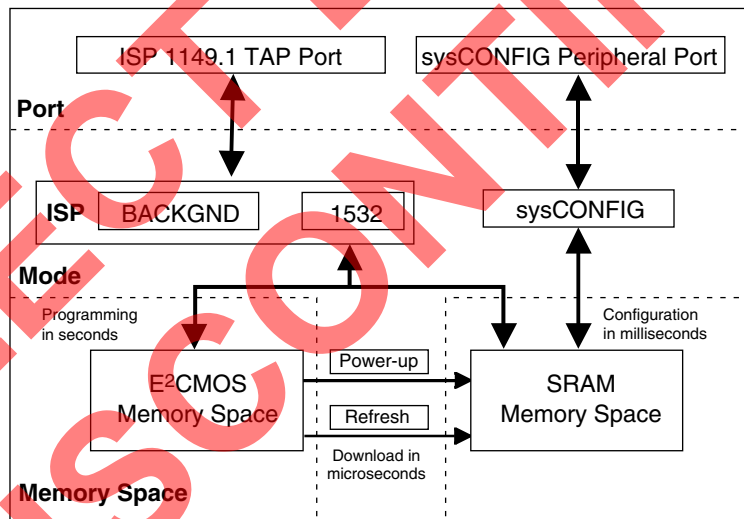 ISP 1149.1 TAP Port
sysCONFIG Peripheral Port
Port
ISP
BACKGND
1532
sysCONFIG
Mode
Programming
in seconds
Configuration
in milliseconds
E²CMOS
Memory Space
Power-up
Refresh
Download in
microseconds
SRAM
Memory Space
Memory Space